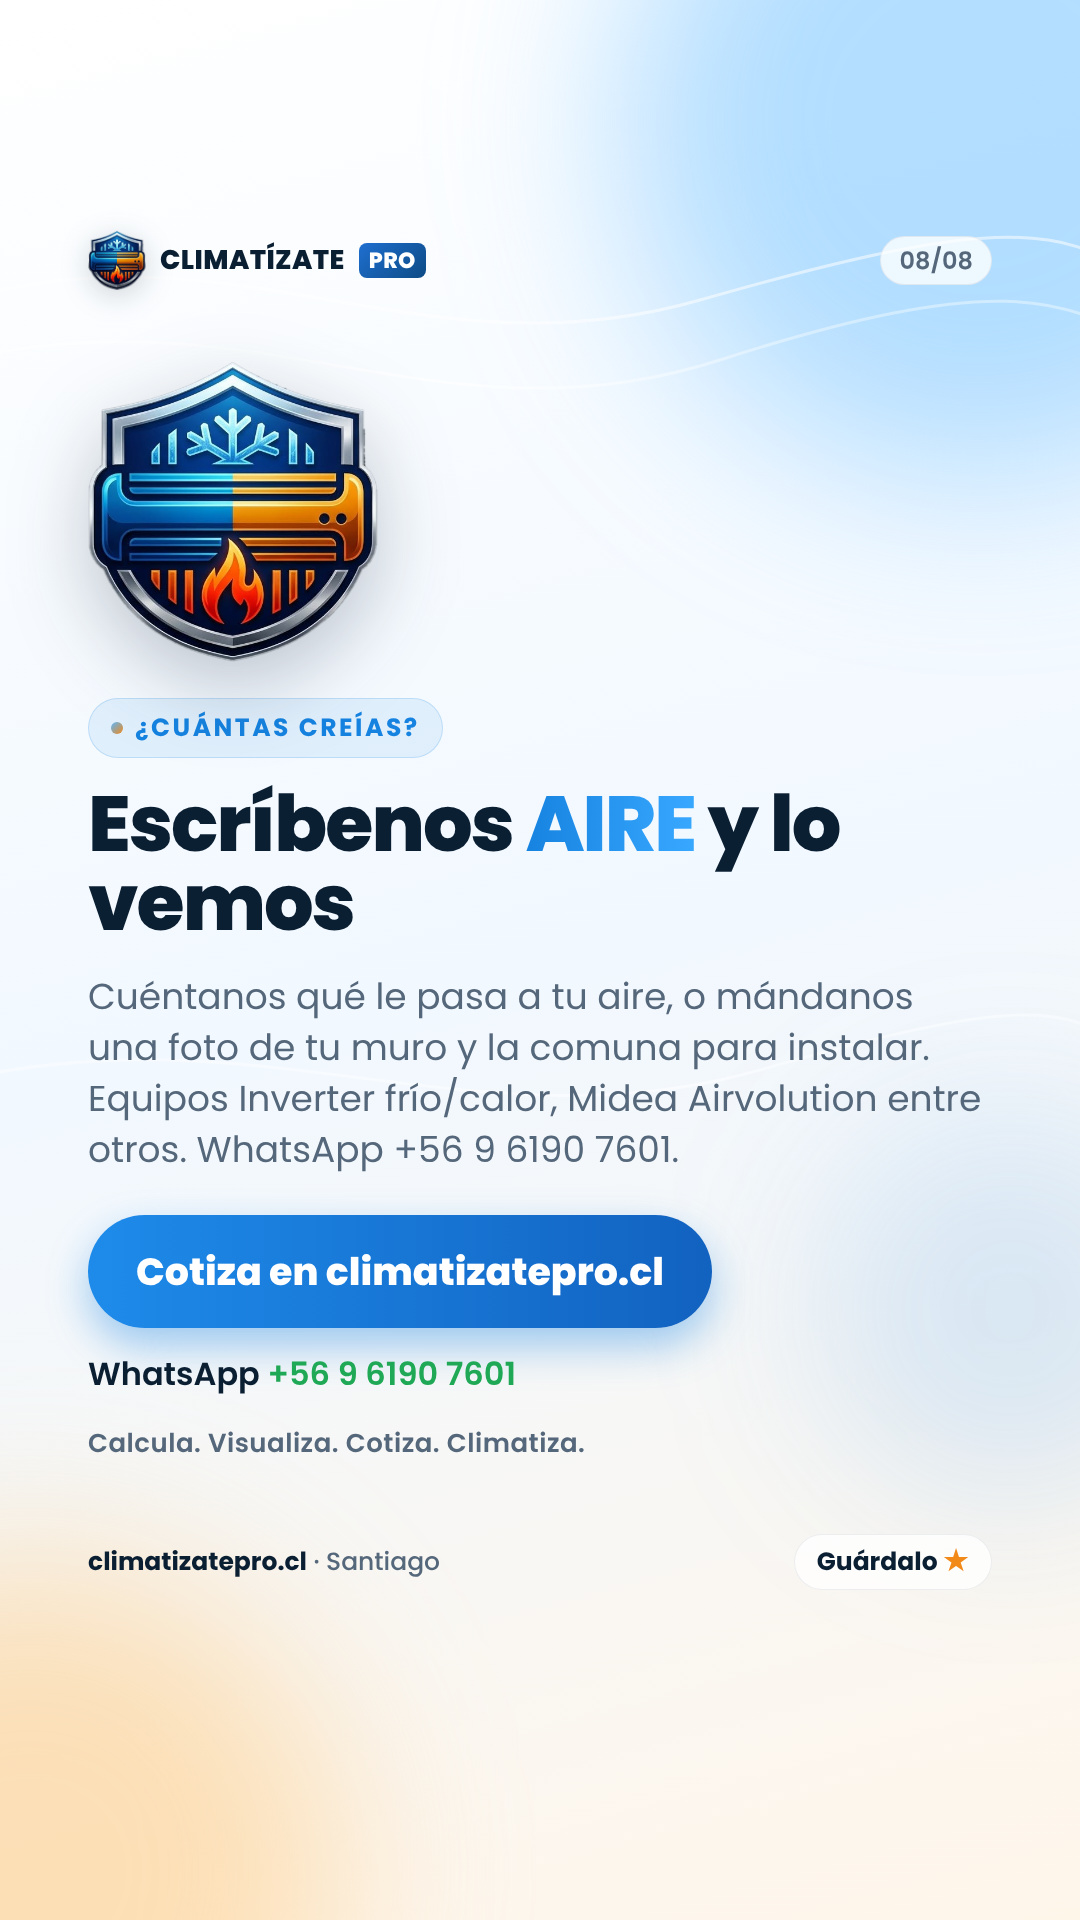 CLIMATÍZATE PRO
08/08
¿CUÁNTAS CREÍAS?
Escríbenos AIRE y lo
vemos
Cuéntanos qué le pasa a tu aire, o mándanos
una foto de tu muro y la comuna para instalar.
Equipos Inverter frío/calor, Midea Airvolution entre
otros. WhatsApp +56 9 6190 7601.
Cotiza en climatizatepro.cl
WhatsApp +56 9 6190 7601
Calcula. Visualiza. Cotiza. Climatiza.
climatizatepro.cl · Santiago
Guárdalo ★